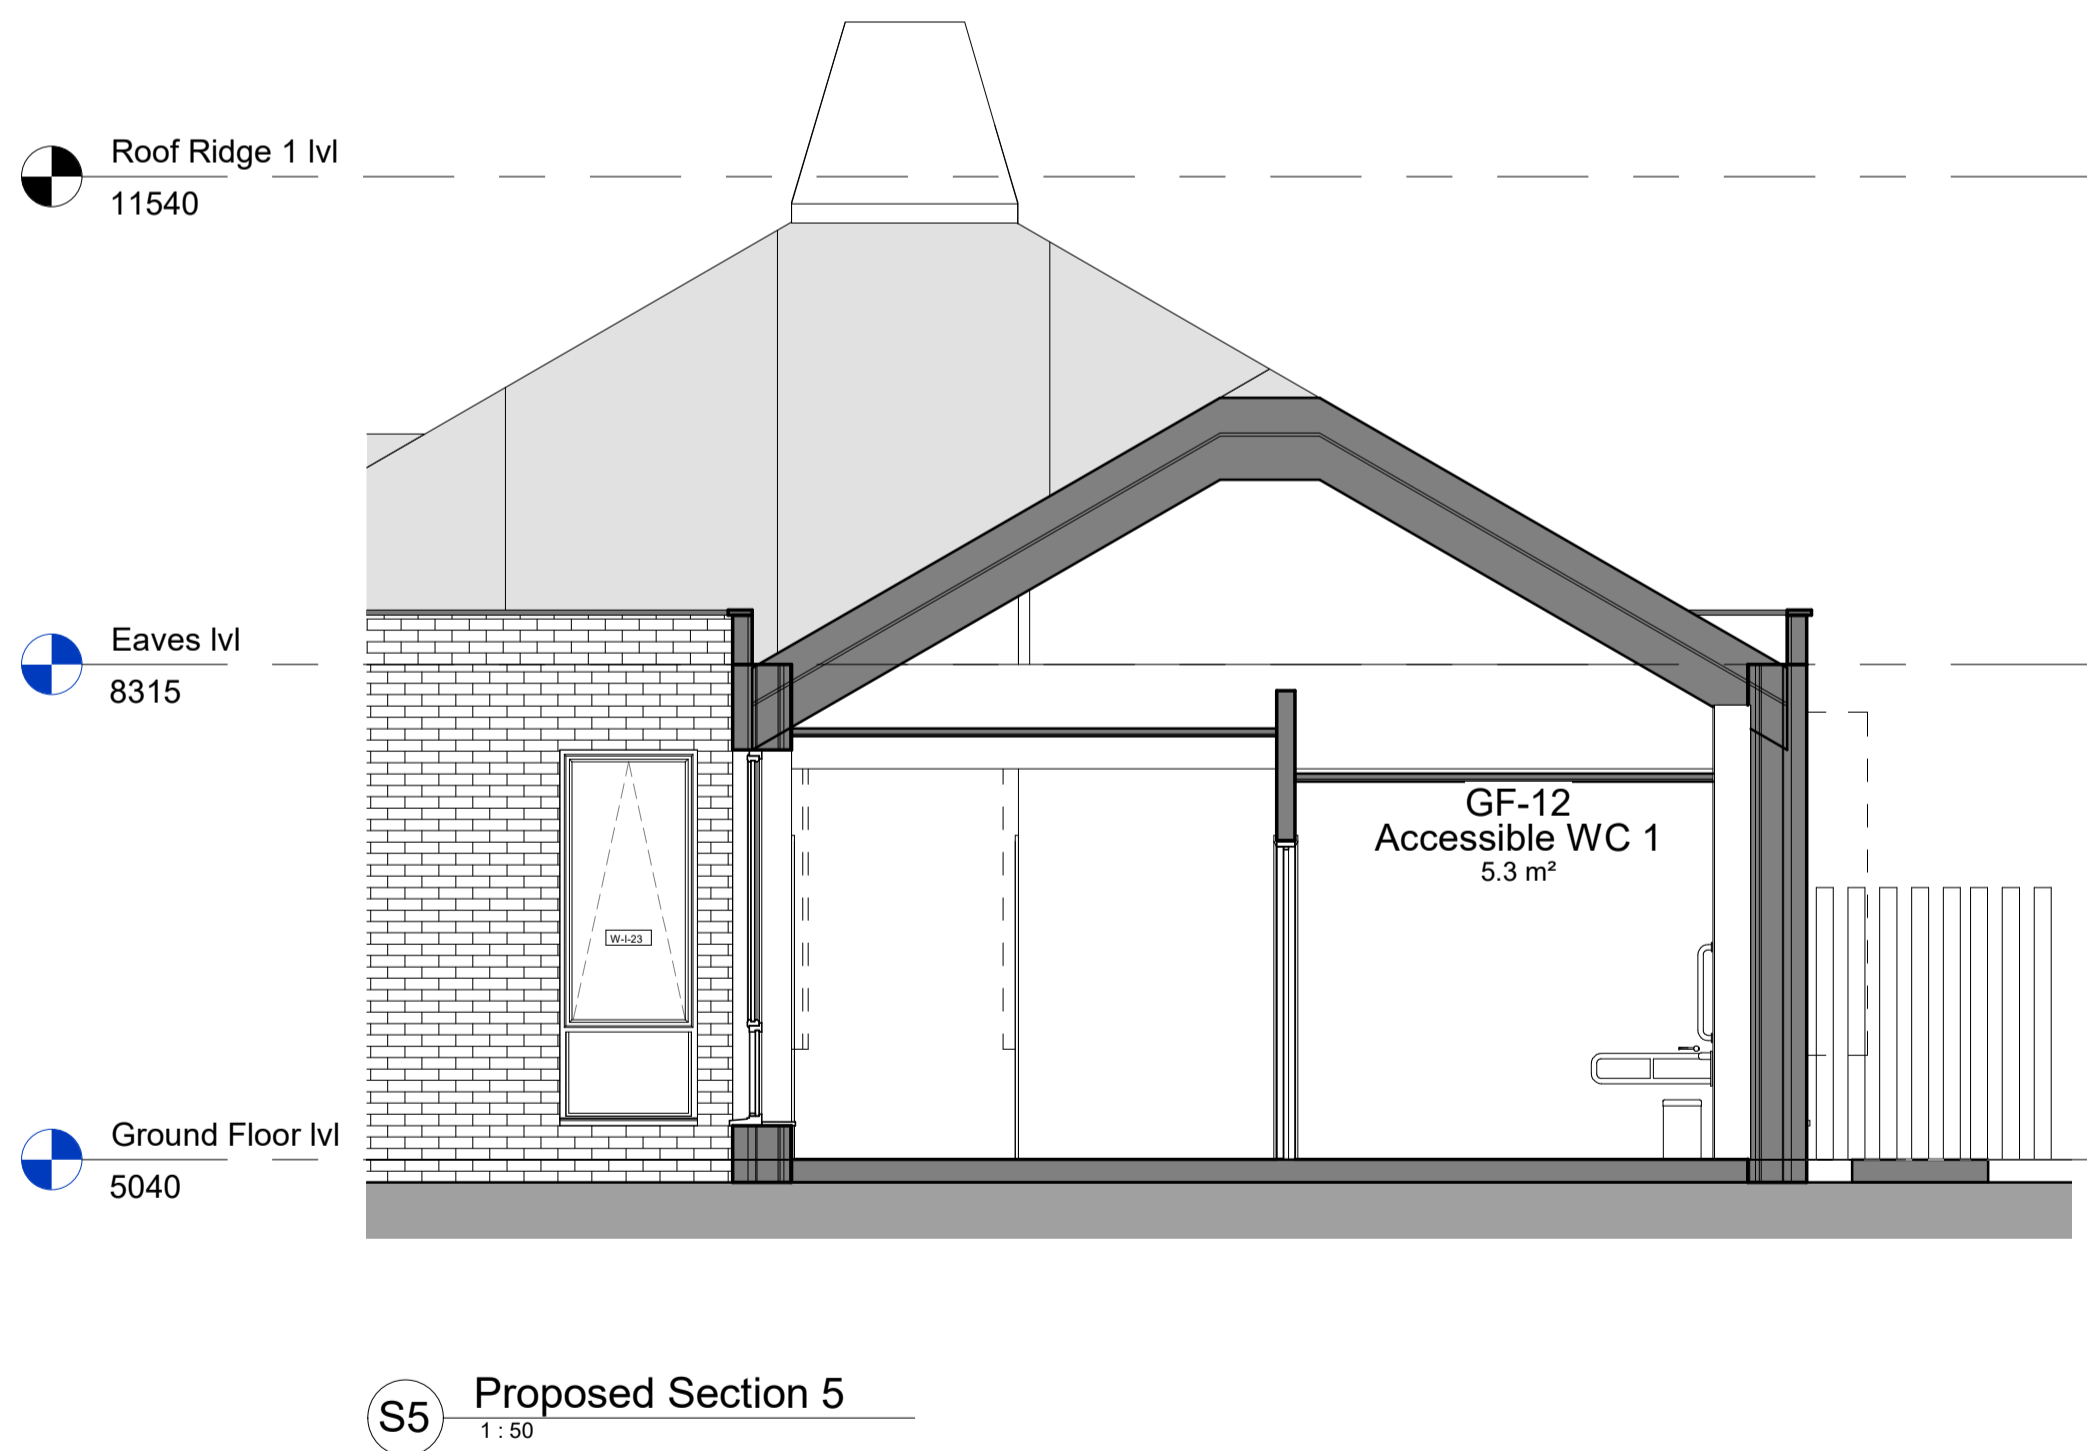 Roof Ridge 1 lvl
11540
Eaves lvl
8315
GF-12
Accessible WC 1
5.3 m²
W-I-23
Ground Floor lvl
5040
S5
Proposed Section 5
1 : 50